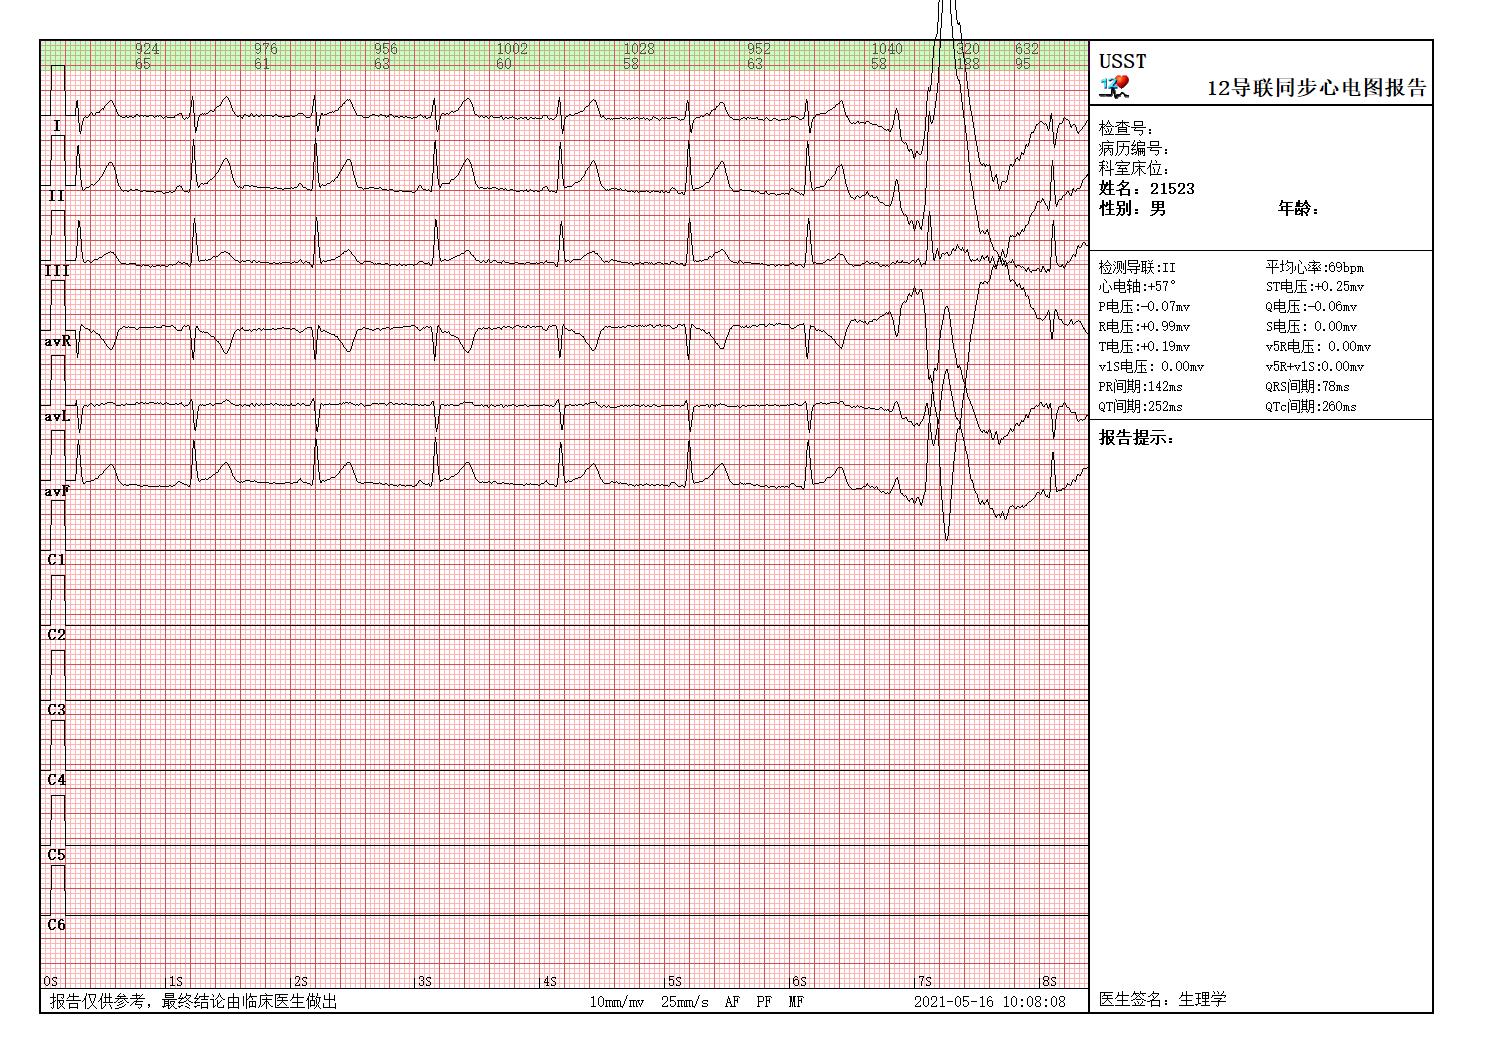 924 976 956 1002 1028 952 1040 320 632
65 61 63 60 58 63 58 188 95
I
II
III
avR
avL
avF
C1
C2
C3
C4
C5
C6
0S 1S 2S 3S 4S 5S 6S 7S 8S
报告仅供参考，最终结论由临床医生做出 10mm/mv 25mm/s AF PF MF 2021-05-16 10:08:08
USST
12
12导联同步心电图报告
检查号:
病历编号:
科室床位:
姓名: 21523
性别: 男 年龄:
检测导联:II 平均心率:69bpm
心电轴:+57° ST电压:+0.25mv
P电压:-0.07mv Q电压:-0.06mv
R电压:+0.99mv S电压: 0.00mv
T电压:+0.19mv v5R电压: 0.00mv
v1S电压: 0.00mv v5R+v1S:0.00mv
PR间期:142ms QRS间期:78ms
QT间期:252ms QTc间期:260ms
报告提示:
医生签名: 生理学